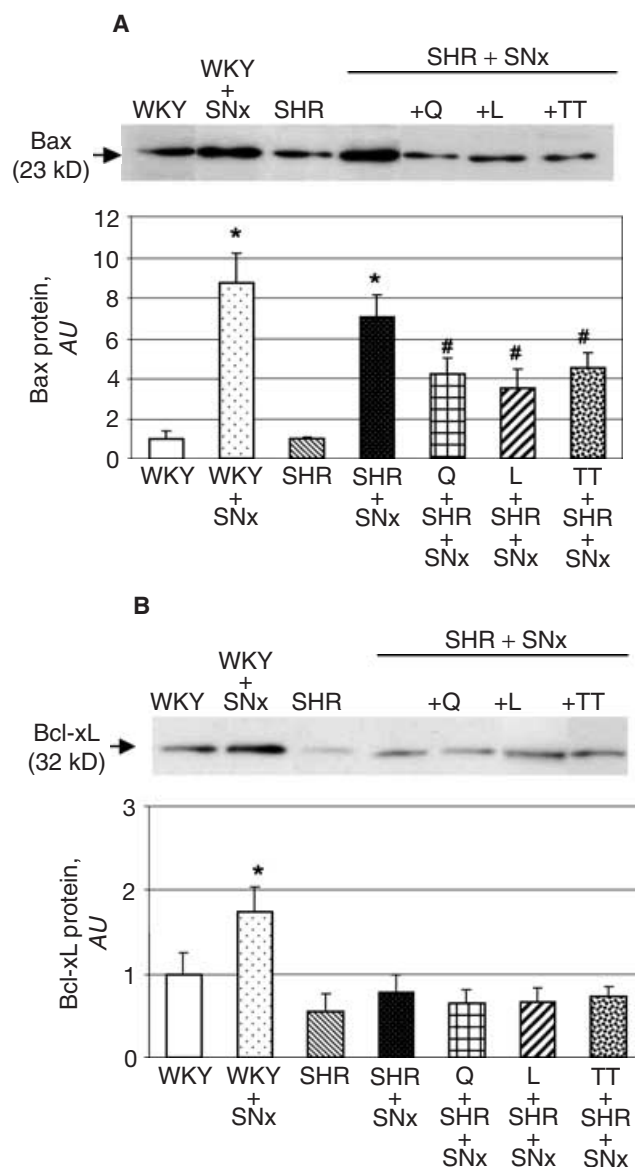 A
SHR + SNx
WKY
+
SNx
WKY
SHR
+Q
+L
+TT
Bax
(23 kD)
12
10
8
6
4
2
0
Bax protein,
AU
*
*
#
#
#
WKY
WKY
+
SNx
SHR
SHR
+
SNx
Q
+
SHR
+
SNx
L
+
SHR
+
SNx
TT
+
SHR
+
SNx
B
SHR + SNx
WKY
+
SNx
WKY
SHR
+Q
+L
+TT
Bcl-xL
(32 kD)
3
2
1
0
Bcl-xL protein,
AU
*
WKY
WKY
+
SNx
SHR
SHR
+
SNx
Q
+
SHR
+
SNx
L
+
SHR
+
SNx
TT
+
SHR
+
SNx